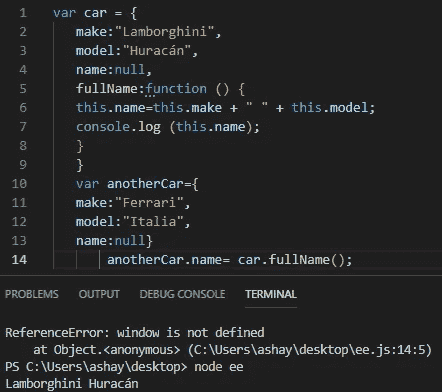 1 var car = {
2 make:"Lamborghini",
3 model:"Huracán",
4 name:null,
5 fullName:function () {
6 this.name=this.make + " " + this.model;
7 console.log (this.name);
8 }
9 }
10 var anotherCar={
11 make:"Ferrari",
12 model:"Italia",
13 name:null}
14 anotherCar.name= car.fullName();
PROBLEMS OUTPUT DEBUG CONSOLE TERMINAL
ReferenceError: window is not defined
at Object.<anonymous> (C:\Users\ashay\desktop\ee.js:14:5)
PS C:\Users\ashay\desktop> node ee
Lamborghini Huracán